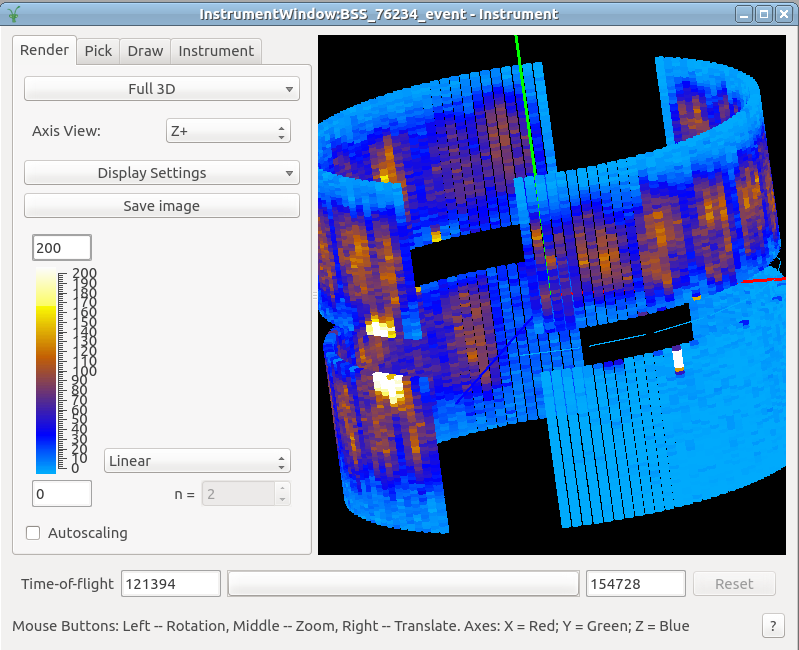 InstrumentWindow:BSS_76234_event - Instrument
Render Pick Draw Instrument
Full 3D
Axis View: Z+
Display Settings
Save image
200
200
190
180
170
160
150
140
130
120
110
100
90
80
70
60
50
40
30
20
10
0
Linear
0 n = 2
Autoscaling
Time-of-flight 121394 154728 Reset
Mouse Buttons: Left -- Rotation, Middle -- Zoom, Right -- Translate. Axes: X = Red; Y = Green; Z = Blue ?